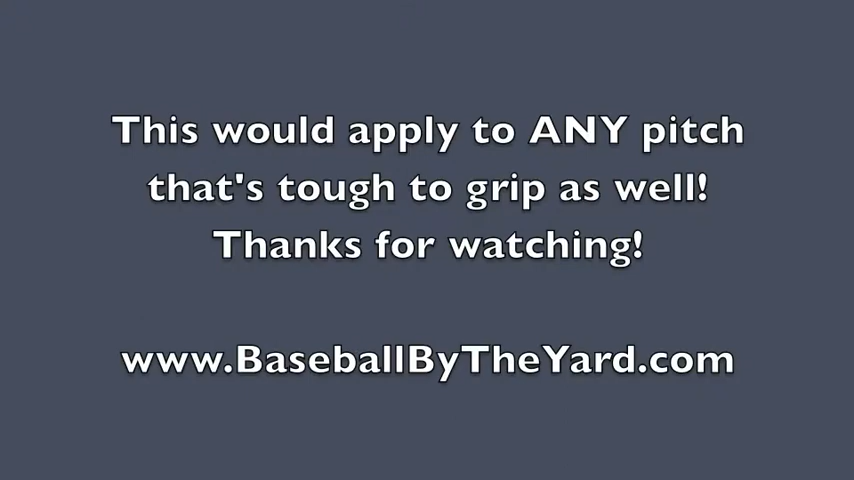 This would apply to ANY pitch
that's tough to grip as well!
Thanks for watching!
www.BaseballByTheYard.com